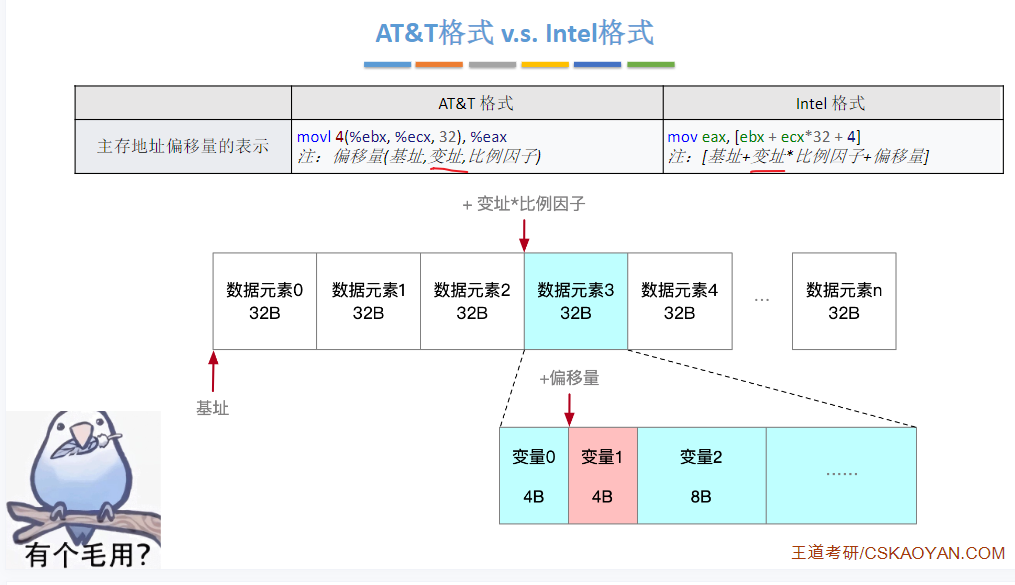 AT&T格式 v.s. Intel格式
AT&T 格式
Intel 格式
主存地址偏移量的表示
movl 4(%ebx, %ecx, 32), %eax
注：偏移量(基址,变址,比例因子)
mov eax, [ebx + ecx*32 + 4]
注：[基址+变址*比例因子+偏移量]
+ 变址*比例因子
数据元素0
32B
数据元素1
32B
数据元素2
32B
数据元素3
32B
数据元素4
32B
...
数据元素n
32B
基址
+偏移量
变量0
4B
变量1
4B
变量2
8B
......
有个毛用?
王道考研/CSKAOYAN.COM